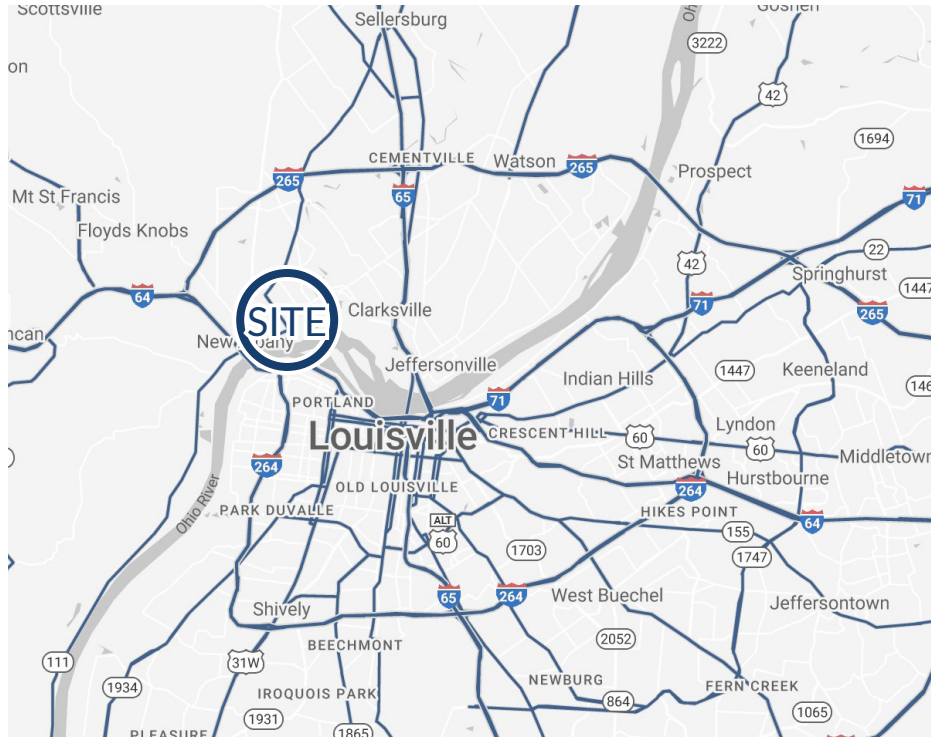 Scottsville
Sellersburg
Goshen
on
3222
42
1694
CEMENTVILLE
Watson
265
265
65
Prospect
Mt St Francis
71
Floyds Knobs
22
42
Springhurst
64
1447
71
265
SITE
Clarksville
ncan
New Albany
Jeffersonville
Indian Hills
1447
Keeneland
146
71
PORTLAND
Louisville
CRESCENT HILL
60
Lyndon
60
Middletown
264
St Matthews
Hurstbourne
OLD LOUISVILLE
264
Ohio River
PARK DUVALLE
HIKES POINT
64
ALT
60
155
1703
1747
65
264
West Buechel
Jeffersontown
Shively
2052
BEECHMONT
111
31W
NEWBURG
1934
IROQUOIS PARK
864
FERN CREEK
1931
1065
1865
PLEASURE